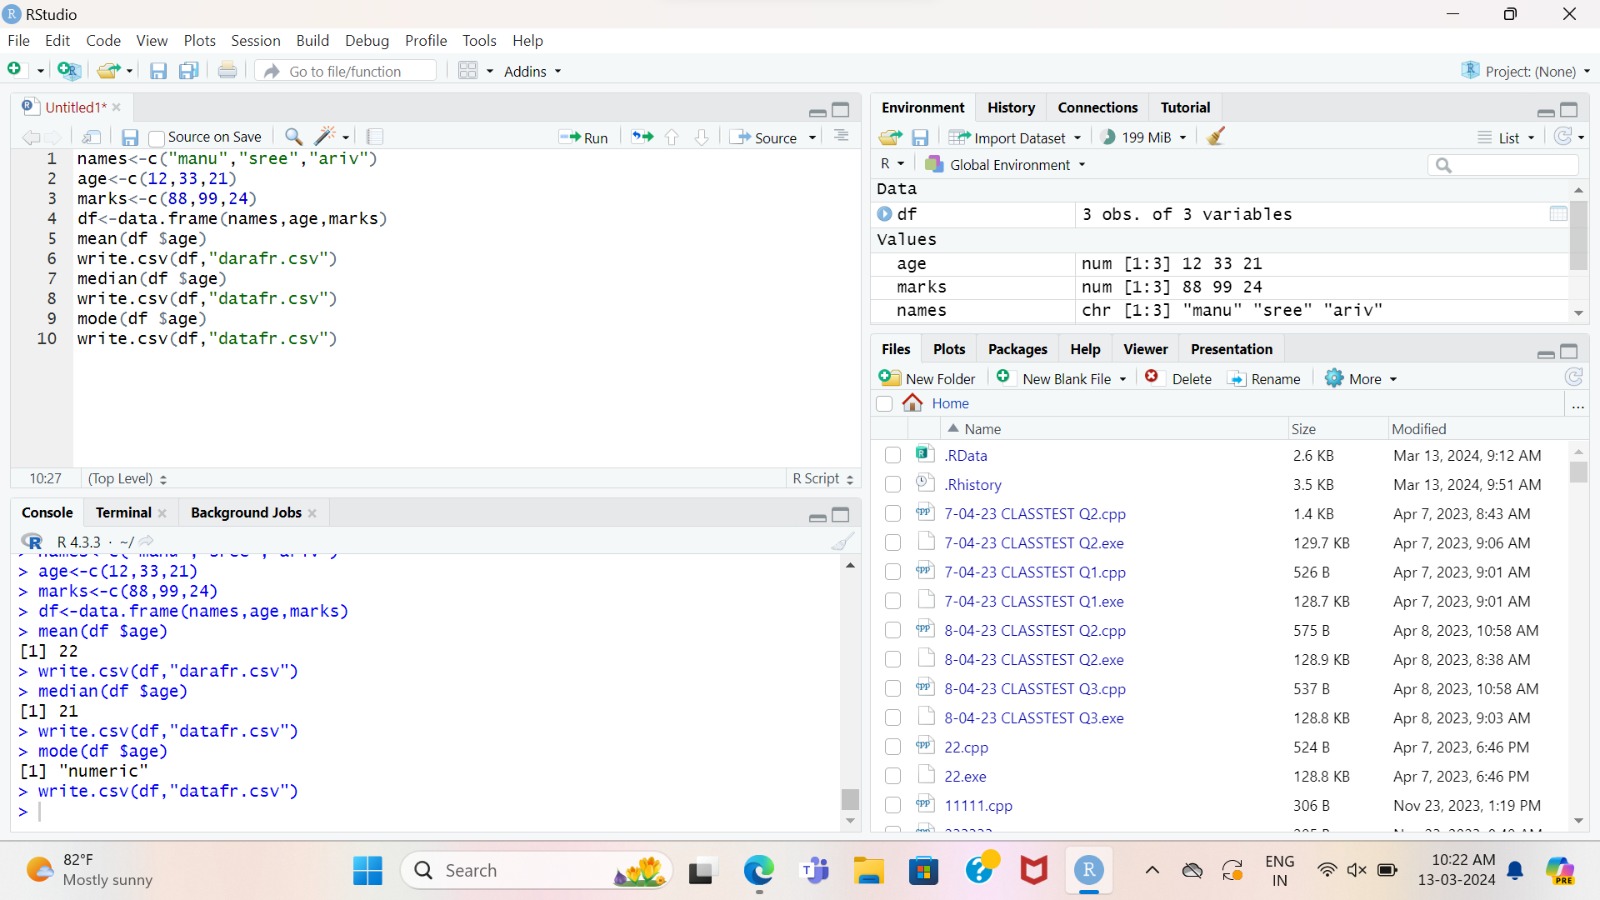 RStudio
File Edit Code View Plots Session Build Debug Profile Tools Help
Go to file/function Addins Project: (None)
Untitled1*
Source on Save Run Source
1 names<-c("manu","sree","ariv")
2 age<-c(12,33,21)
3 marks<-c(88,99,24)
4 df<-data.frame(names,age,marks)
5 mean(df $age)
6 write.csv(df,"darafr.csv")
7 median(df $age)
8 write.csv(df,"datafr.csv")
9 mode(df $age)
10 write.csv(df,"datafr.csv")
10:27 (Top Level) R Script
Console Terminal Background Jobs
R 4.3.3 · ~/
> names<-c("manu","sree","ariv")
> age<-c(12,33,21)
> marks<-c(88,99,24)
> df<-data.frame(names,age,marks)
> mean(df $age)
[1] 22
> write.csv(df,"darafr.csv")
> median(df $age)
[1] 21
> write.csv(df,"datafr.csv")
> mode(df $age)
[1] "numeric"
> write.csv(df,"datafr.csv")
>
Environment History Connections Tutorial
Import Dataset 199 MiB List
R Global Environment
Data
df 3 obs. of 3 variables
Values
age num [1:3] 12 33 21
marks num [1:3] 88 99 24
names chr [1:3] "manu" "sree" "ariv"
Files Plots Packages Help Viewer Presentation
New Folder New Blank File Delete Rename More
Home ...
Name Size Modified
.RData 2.6 KB Mar 13, 2024, 9:12 AM
.Rhistory 3.5 KB Mar 13, 2024, 9:51 AM
7-04-23 CLASSTEST Q2.cpp 1.4 KB Apr 7, 2023, 8:43 AM
7-04-23 CLASSTEST Q2.exe 129.7 KB Apr 7, 2023, 9:06 AM
7-04-23 CLASSTEST Q1.cpp 526 B Apr 7, 2023, 9:01 AM
7-04-23 CLASSTEST Q1.exe 128.7 KB Apr 7, 2023, 9:01 AM
8-04-23 CLASSTEST Q2.cpp 575 B Apr 8, 2023, 10:58 AM
8-04-23 CLASSTEST Q2.exe 128.9 KB Apr 8, 2023, 8:38 AM
8-04-23 CLASSTEST Q3.cpp 537 B Apr 8, 2023, 10:58 AM
8-04-23 CLASSTEST Q3.exe 128.8 KB Apr 8, 2023, 9:03 AM
22.cpp 524 B Apr 7, 2023, 6:46 PM
22.exe 128.8 KB Apr 7, 2023, 6:46 PM
11111.cpp 306 B Nov 23, 2023, 1:19 PM
82°F
Mostly sunny
Search
ENG
IN
10:22 AM
13-03-2024
PRE